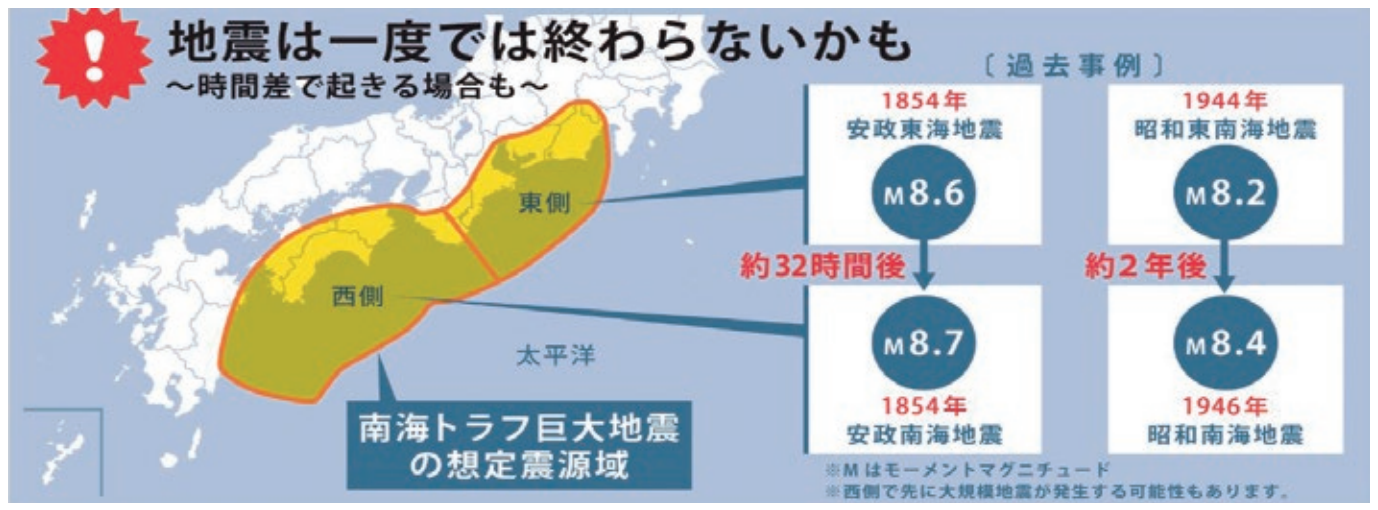 地震は一度では終わらないかも
〜時間差で起きる場合も〜
〔過去事例〕
1854年
安政東海地震
M8.6
約32時間後
M8.7
1854年
安政南海地震
1944年
昭和東南海地震
M8.2
約2年後
M8.4
1946年
昭和南海地震
東側
西側
太平洋
南海トラフ巨大地震
の想定震源域
※Mはモーメントマグニチュード
※西側で先に大規模地震が発生する可能性もあります。